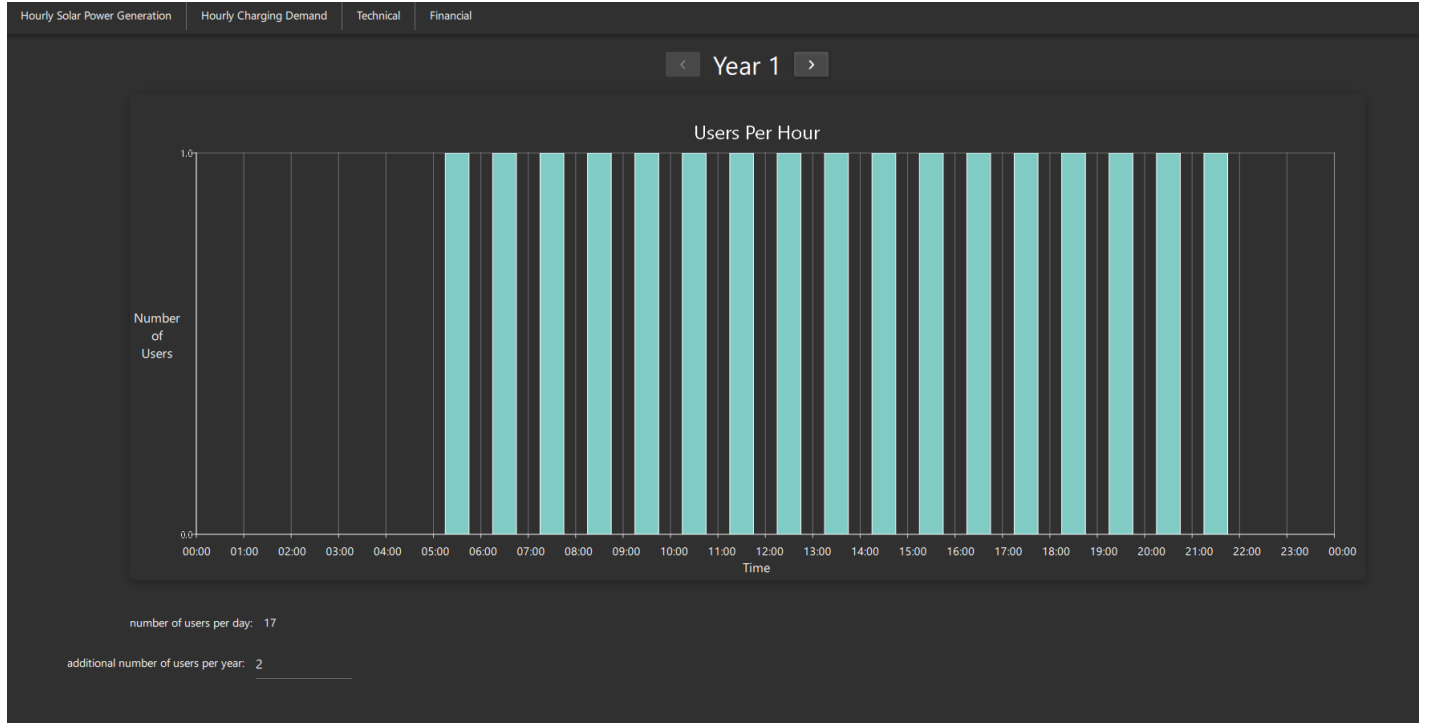 Hourly Solar Power Generation Hourly Charging Demand Technical Financial
‹ Year 1 ›
Users Per Hour
1.0
Number
of
Users
0.0
00:00 01:00 02:00 03:00 04:00 05:00 06:00 07:00 08:00 09:00 10:00 11:00 12:00 13:00 14:00 15:00 16:00 17:00 18:00 19:00 20:00 21:00 22:00 23:00 00:00
Time
number of users per day: 17
additional number of users per year: 2